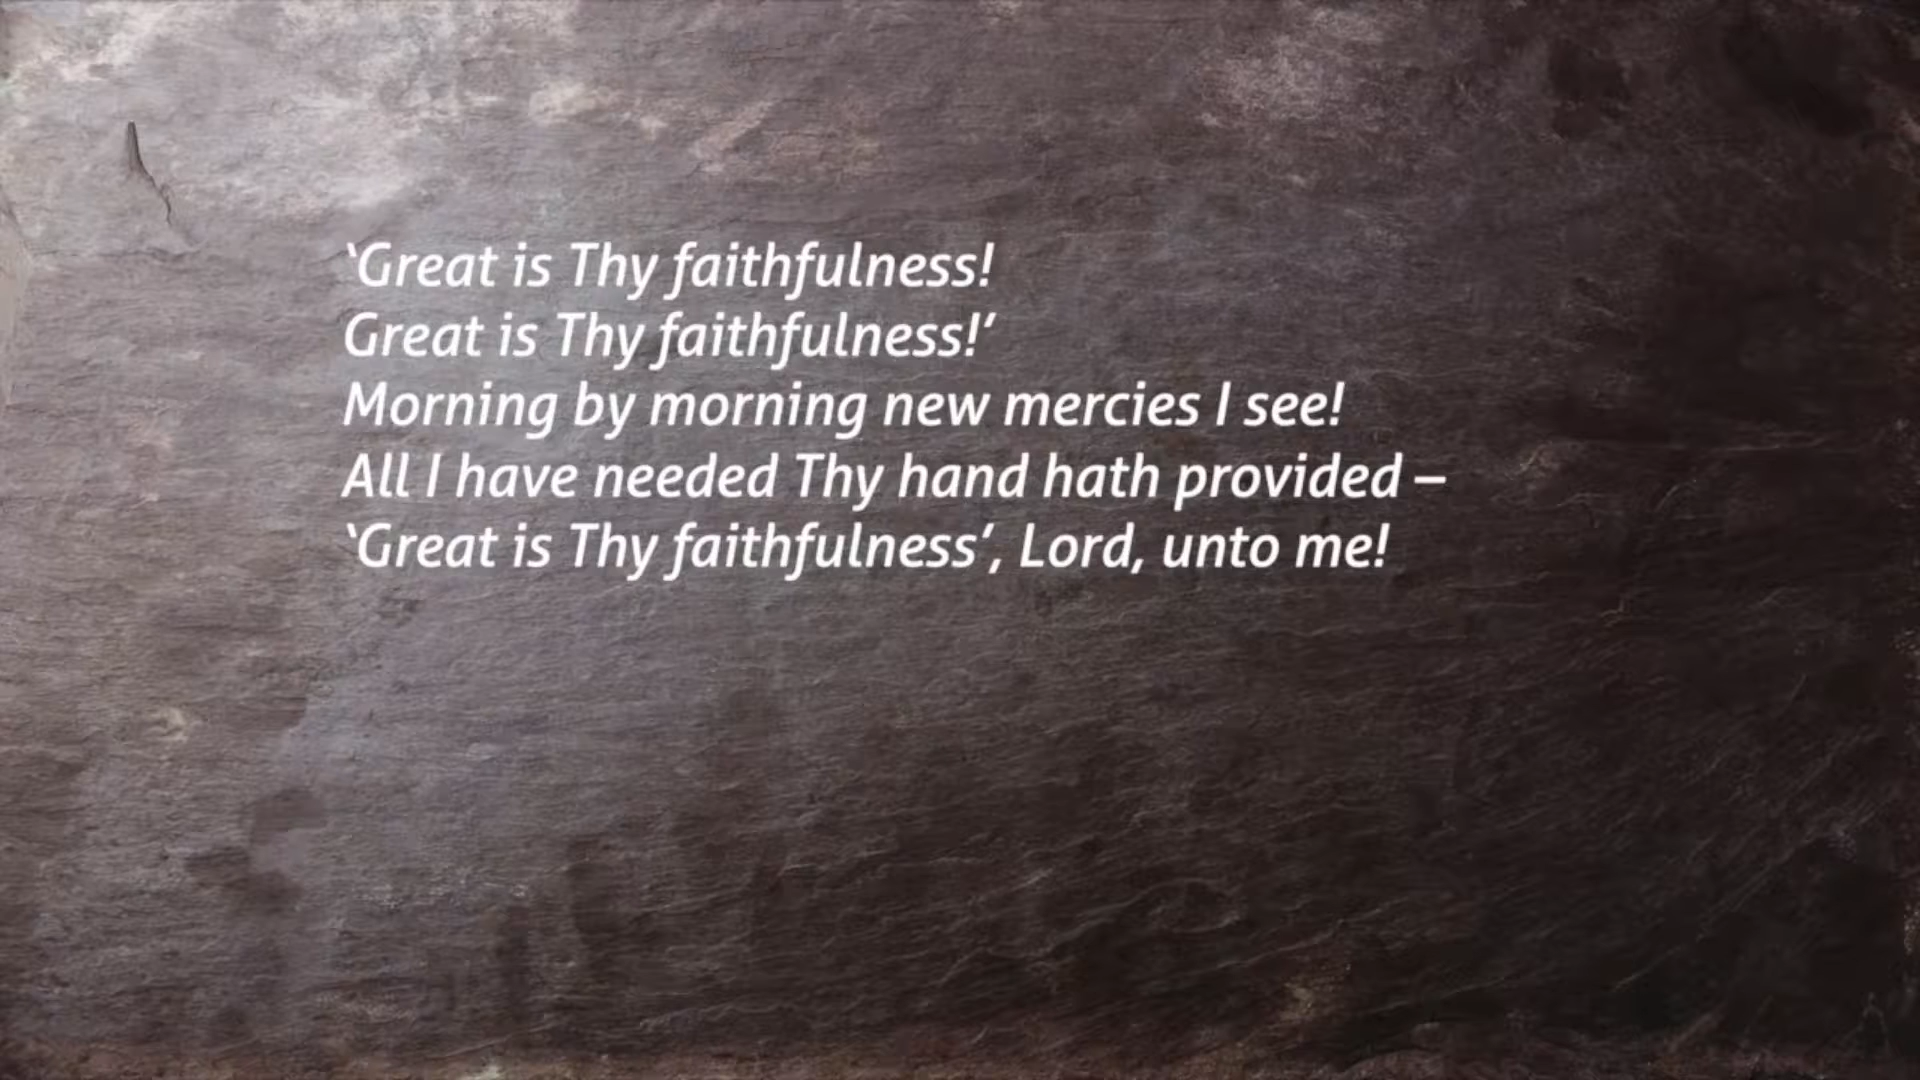 ‘Great is Thy faithfulness!
Great is Thy faithfulness!’
Morning by morning new mercies I see!
All I have needed Thy hand hath provided –
‘Great is Thy faithfulness’, Lord, unto me!